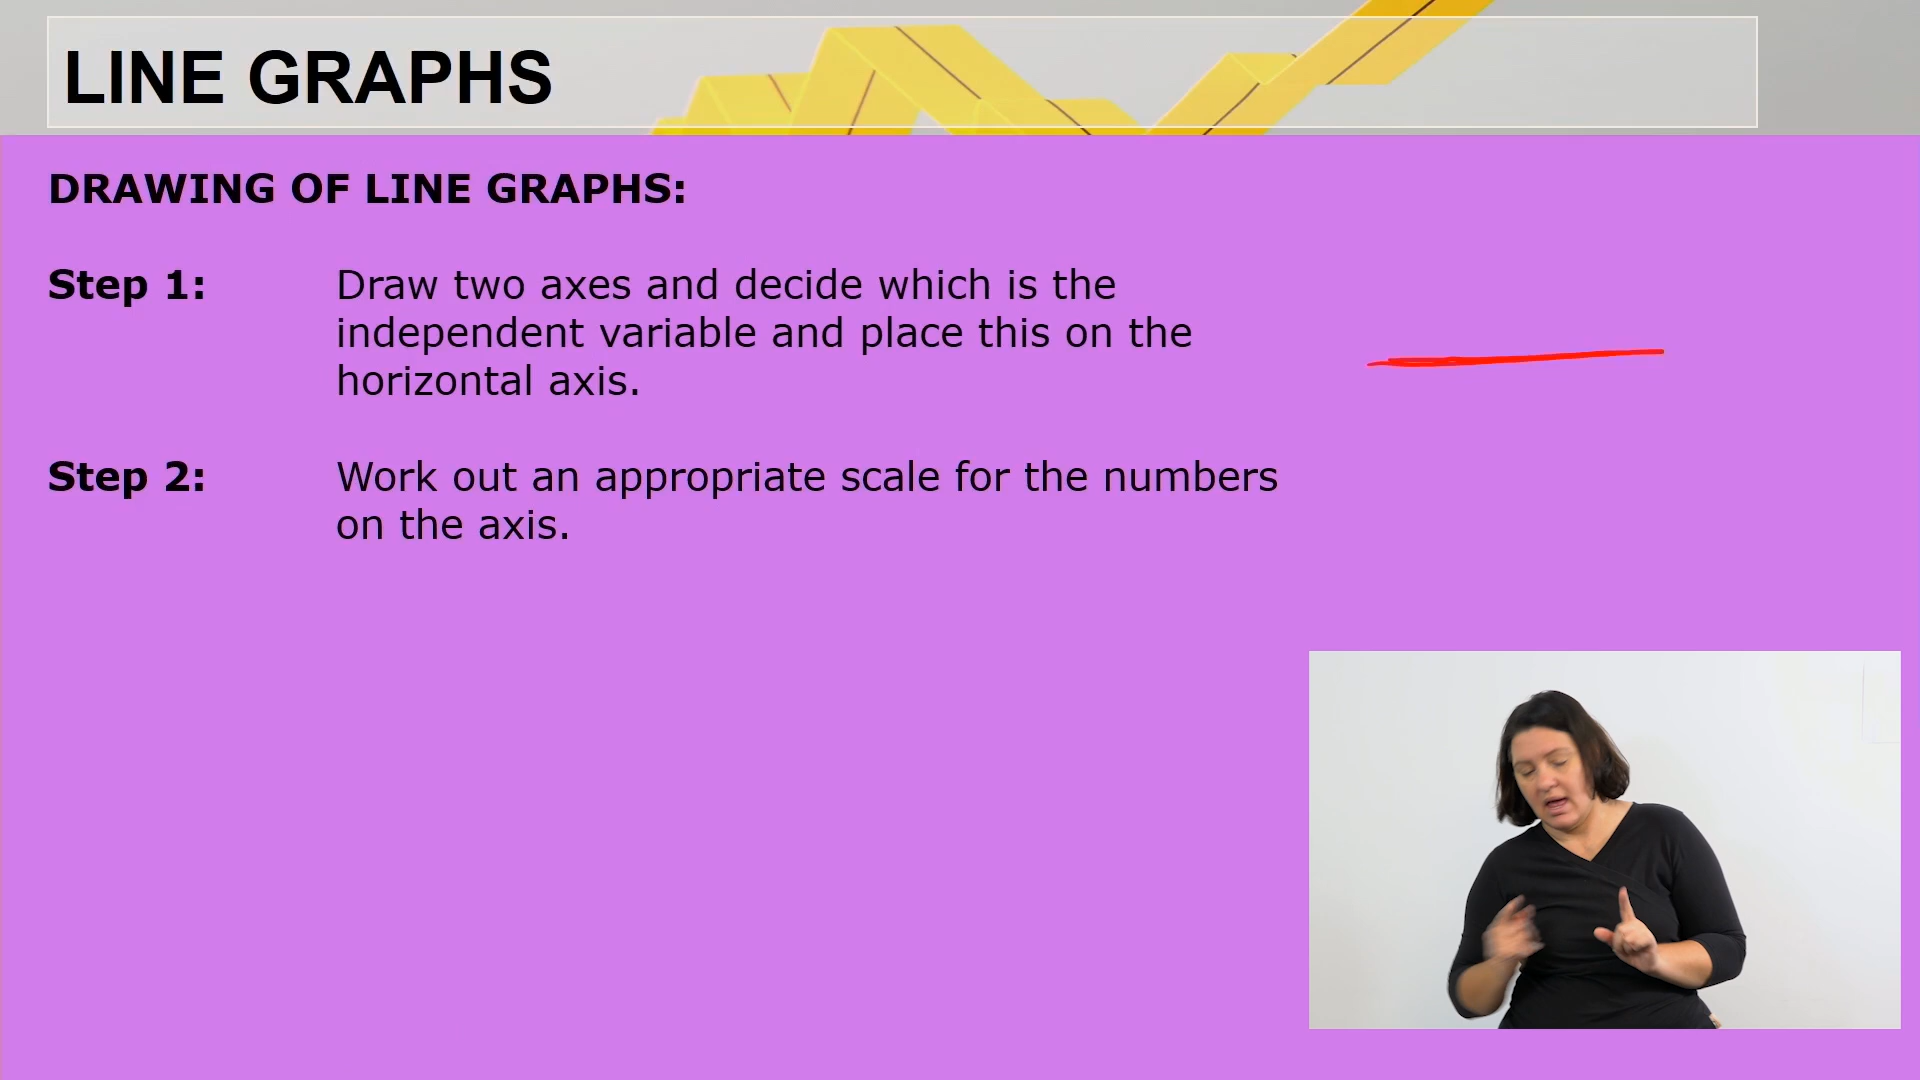 LINE GRAPHS
DRAWING OF LINE GRAPHS:
Step 1: Draw two axes and decide which is the
independent variable and place this on the
horizontal axis.
Step 2: Work out an appropriate scale for the numbers
on the axis.